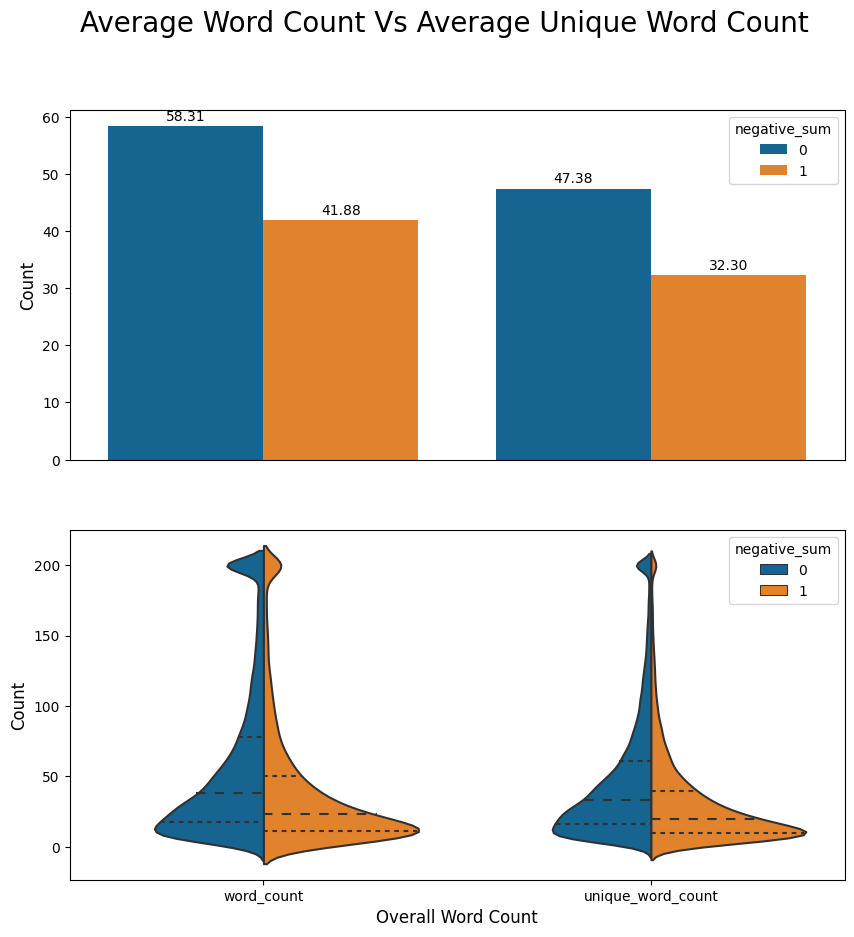 Average Word Count Vs Average Unique Word Count
60
50
40
30
20
10
0
Count
58.31
41.88
47.38
32.30
negative_sum
0
1
200
150
100
50
0
Count
negative_sum
0
1
word_count
unique_word_count
Overall Word Count